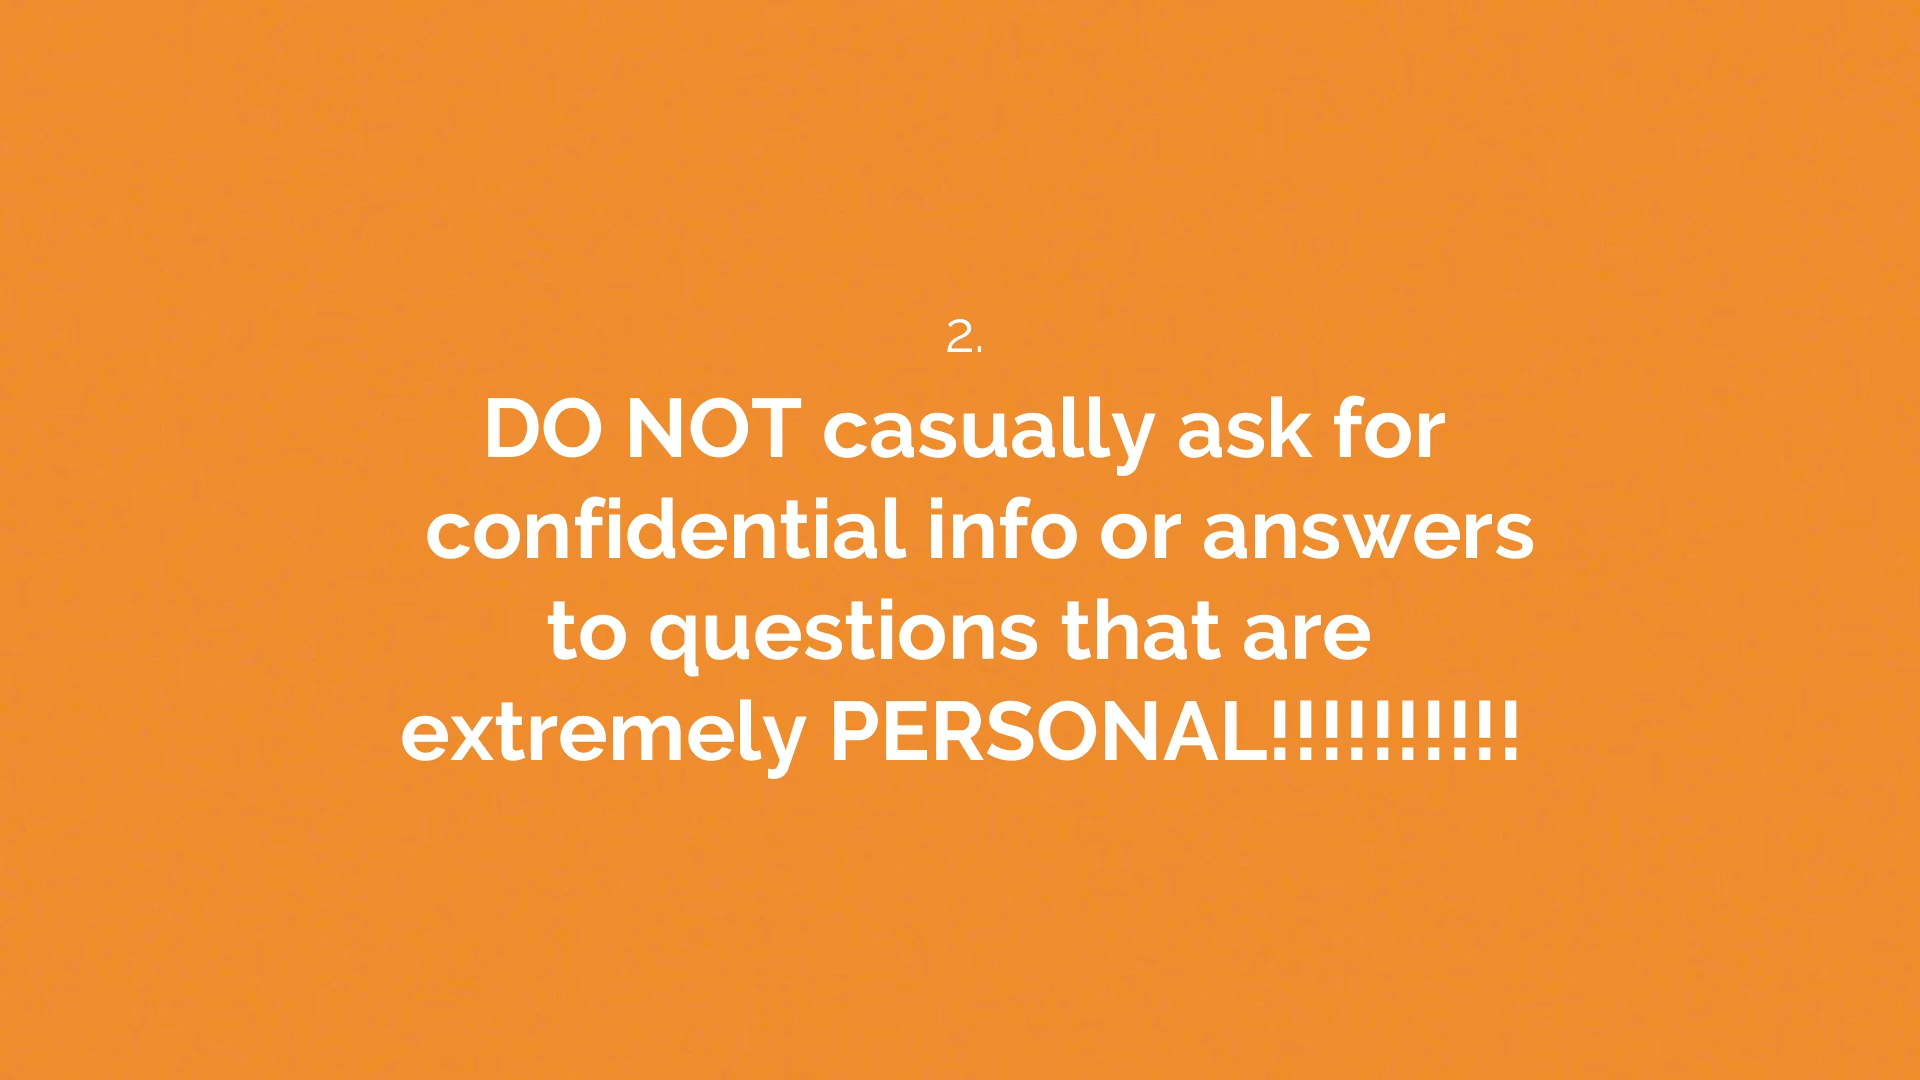 2.
DO NOT casually ask for
confidential info or answers
to questions that are
extremely PERSONAL!!!!!!!!!!